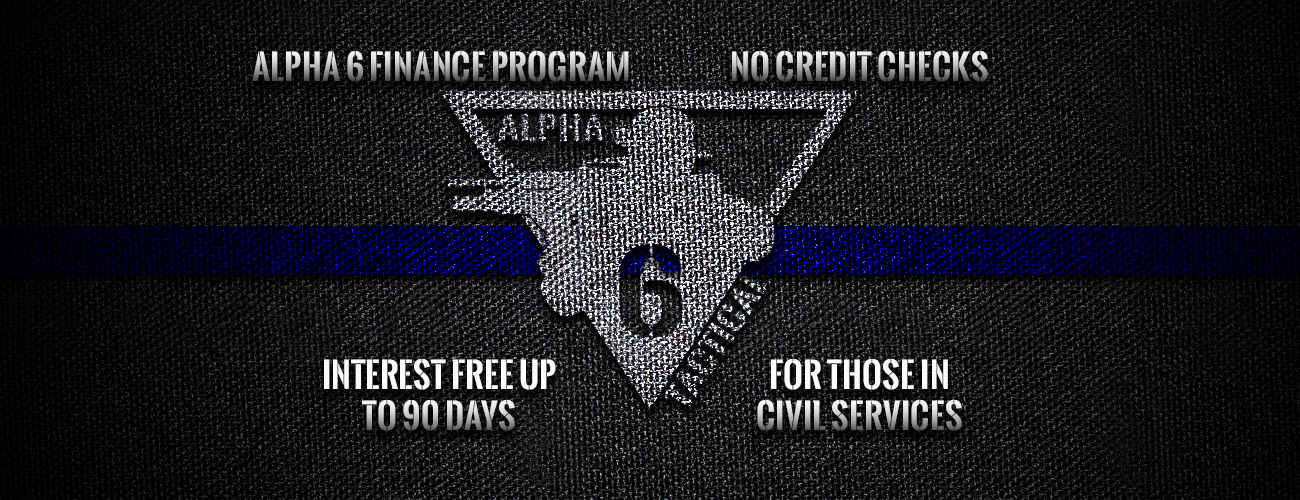 ALPHA 6 FINANCE PROGRAM
NO CREDIT CHECKS
ALPHA
6
TACTICAL
INTEREST FREE UP
TO 90 DAYS
FOR THOSE IN
CIVIL SERVICES